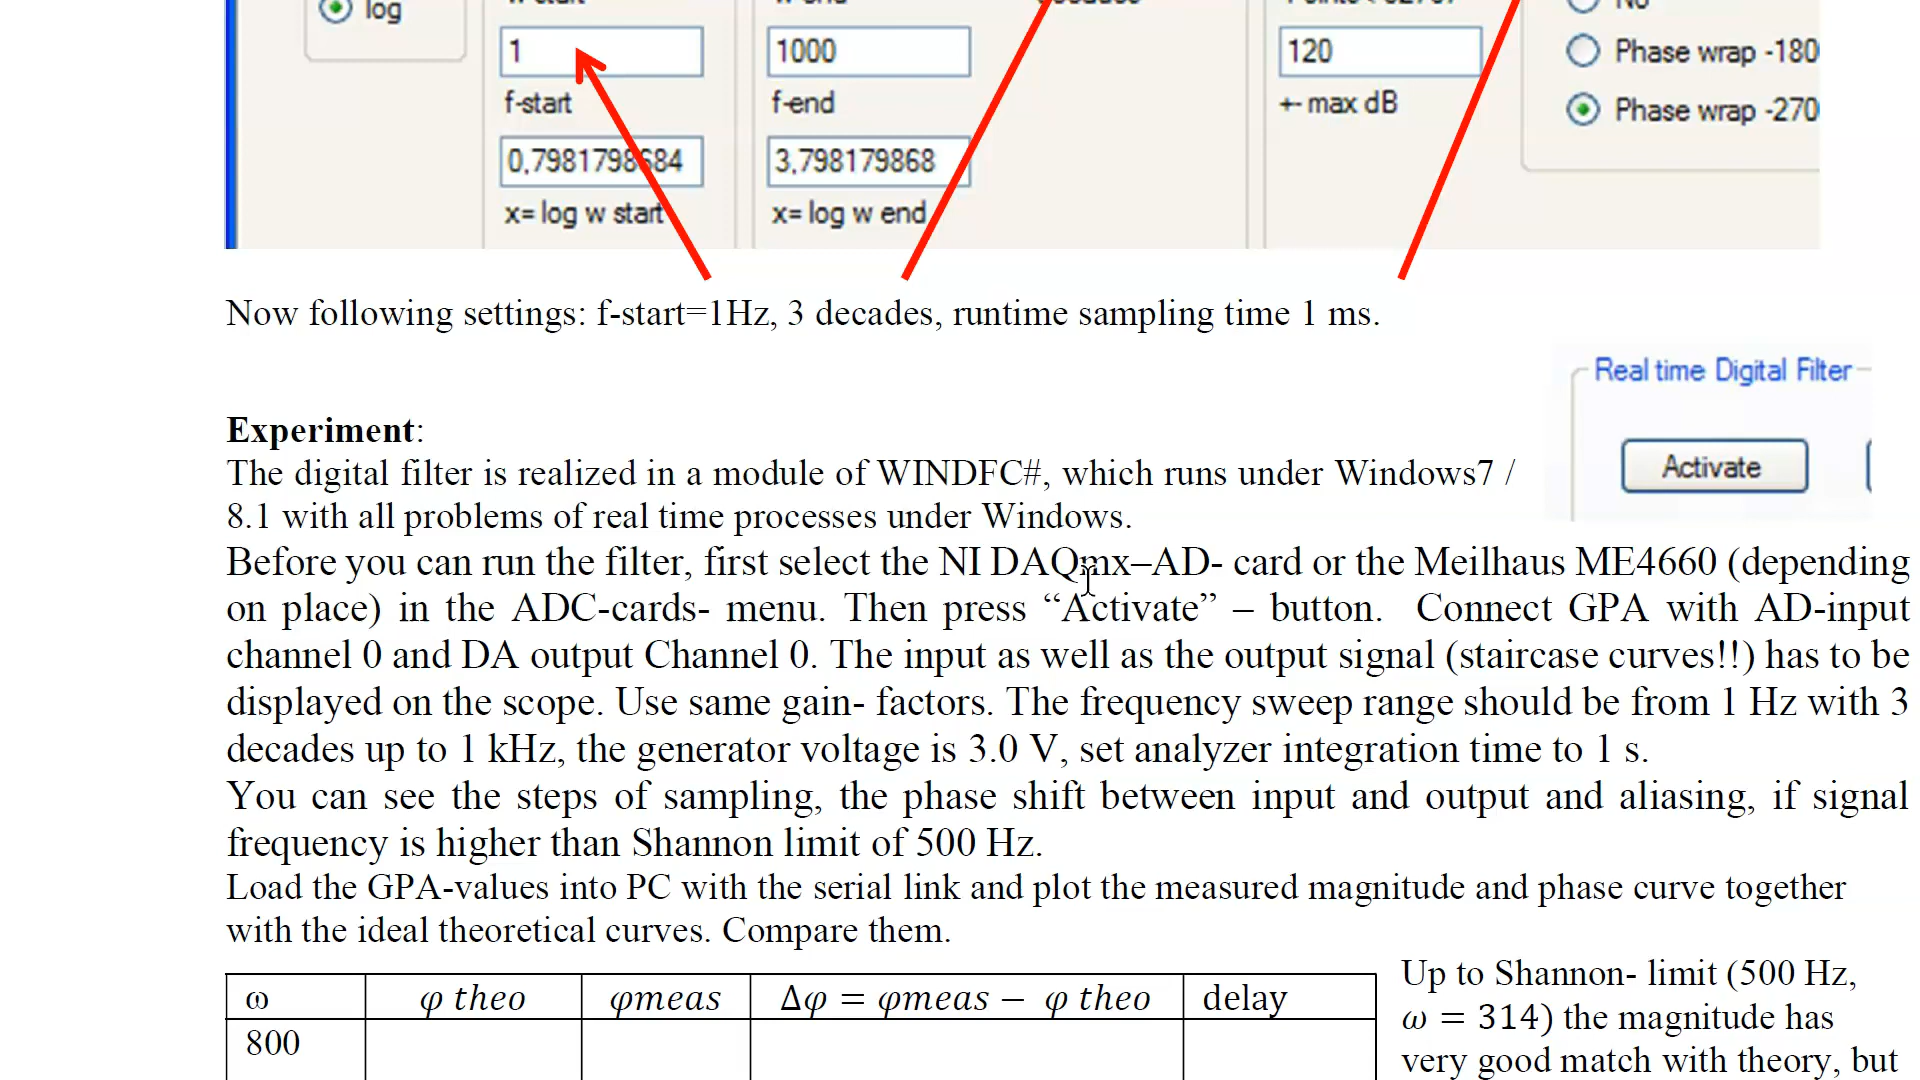 log
1
1000
120
Phase wrap -180
f-start
f-end
+- max dB
Phase wrap -270
0,7981798684
3,798179868
x= log w start
x= log w end
Now following settings: f-start=1Hz, 3 decades, runtime sampling time 1 ms.
Real time Digital Filter
Experiment:
Activate
The digital filter is realized in a module of WINDFC#, which runs under Windows7 /
8.1 with all problems of real time processes under Windows.
Before you can run the filter, first select the NI DAQmx–AD- card or the Meilhaus ME4660 (depending
on place) in the ADC-cards- menu. Then press “Activate” – button. Connect GPA with AD-input
channel 0 and DA output Channel 0. The input as well as the output signal (staircase curves!!) has to be
displayed on the scope. Use same gain- factors. The frequency sweep range should be from 1 Hz with 3
decades up to 1 kHz, the generator voltage is 3.0 V, set analyzer integration time to 1 s.
You can see the steps of sampling, the phase shift between input and output and aliasing, if signal
frequency is higher than Shannon limit of 500 Hz.
Load the GPA-values into PC with the serial link and plot the measured magnitude and phase curve together
with the ideal theoretical curves. Compare them.
ω φ theo φmeas Δφ = φmeas − φ theo delay
800
Up to Shannon- limit (500 Hz,
ω = 314) the magnitude has
very good match with theory, but